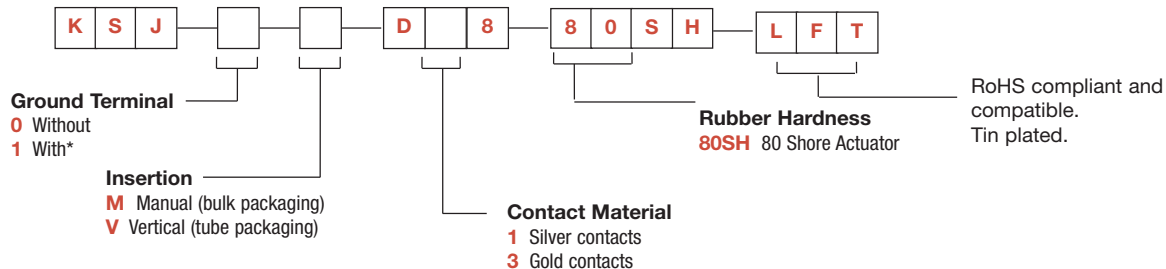 K S J D 8 8 0 S H L F T
Ground Terminal
0 Without
1 With*
Insertion
M Manual (bulk packaging)
V Vertical (tube packaging)
Contact Material
1 Silver contacts
3 Gold contacts
Rubber Hardness
80SH 80 Shore Actuator
RoHS compliant and
compatible.
Tin plated.